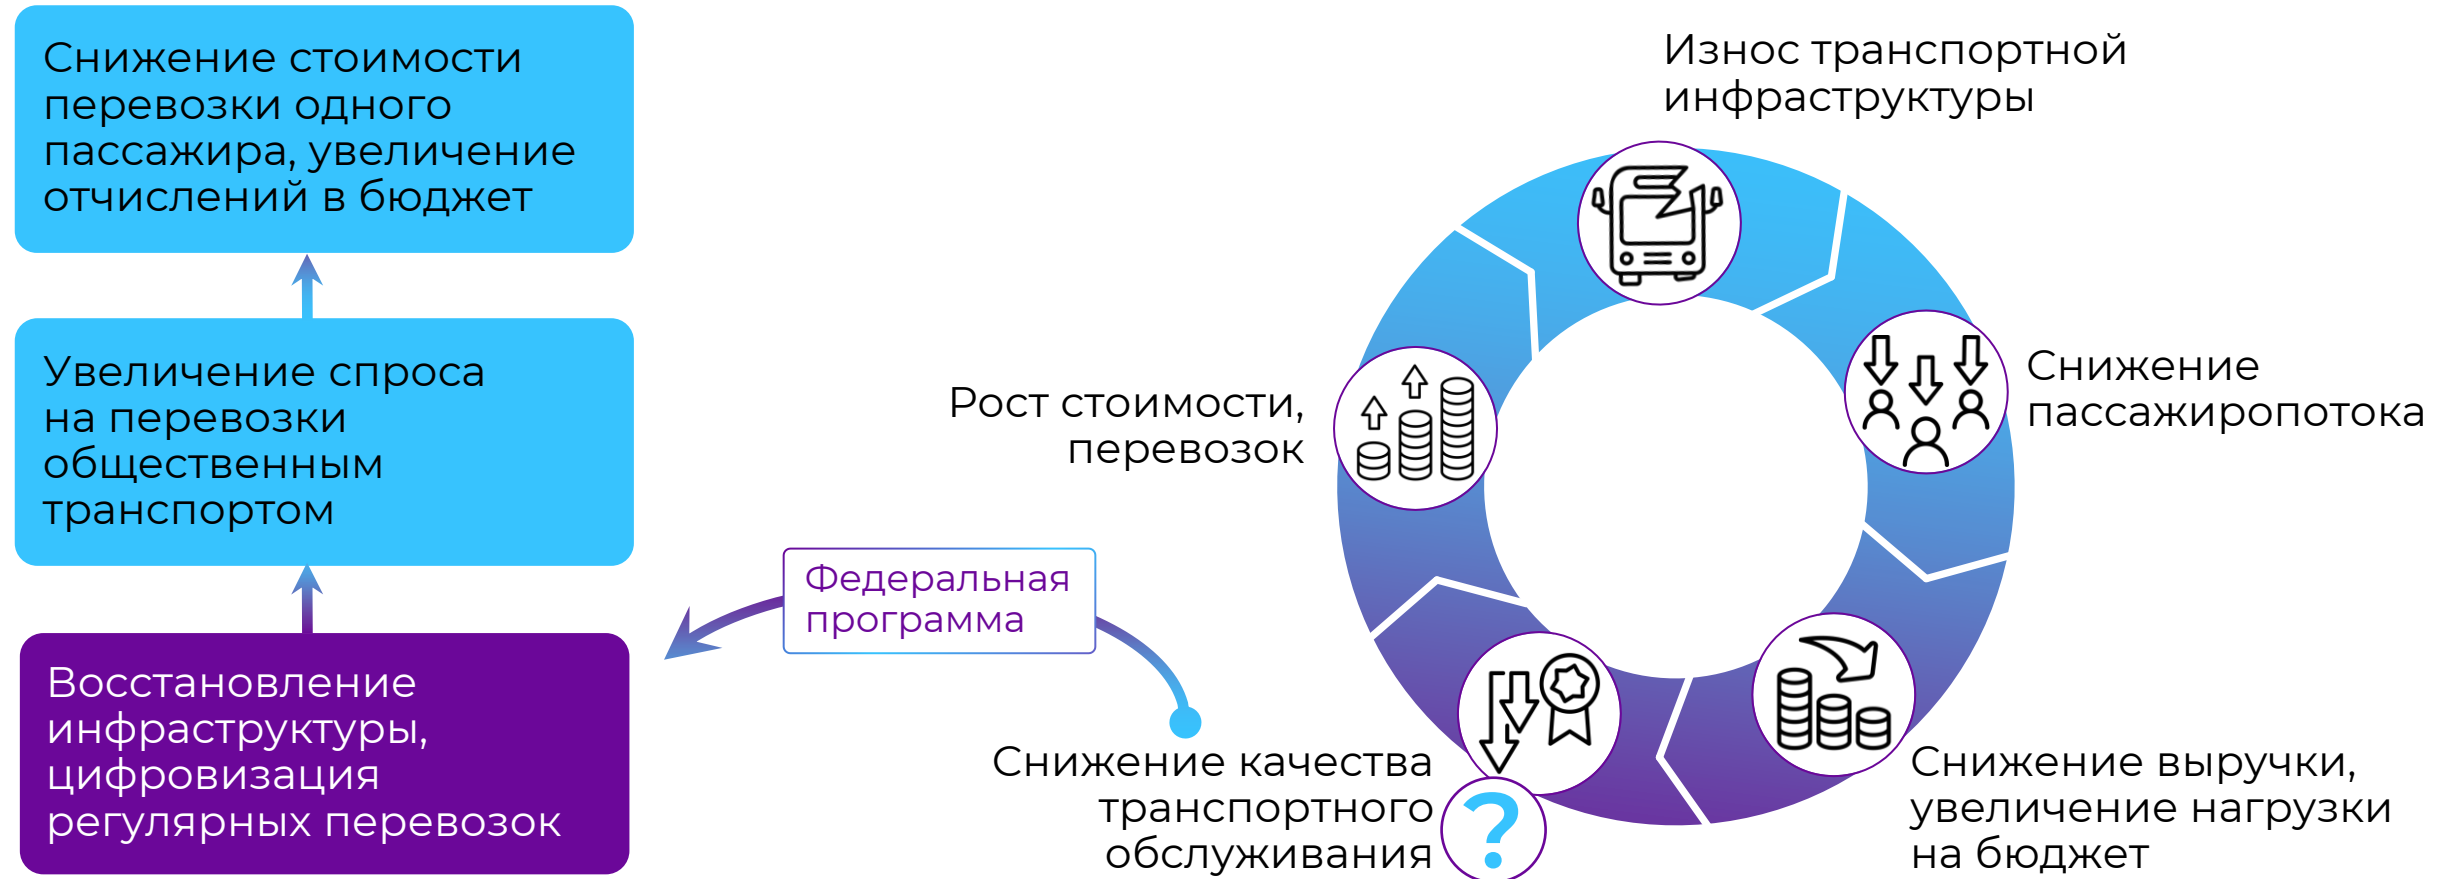 Снижение стоимости
перевозки одного
пассажира, увеличение
отчислений в бюджет
Увеличение спроса
на перевозки
общественным
транспортом
Восстановление
инфраструктуры,
цифровизация
регулярных перевозок
Федеральная
программа
Износ транспортной
инфраструктуры
Снижение
пассажиропотока
Снижение выручки,
увеличение нагрузки
на бюджет
Снижение качества
транспортного
обслуживания
?
Рост стоимости,
перевозок